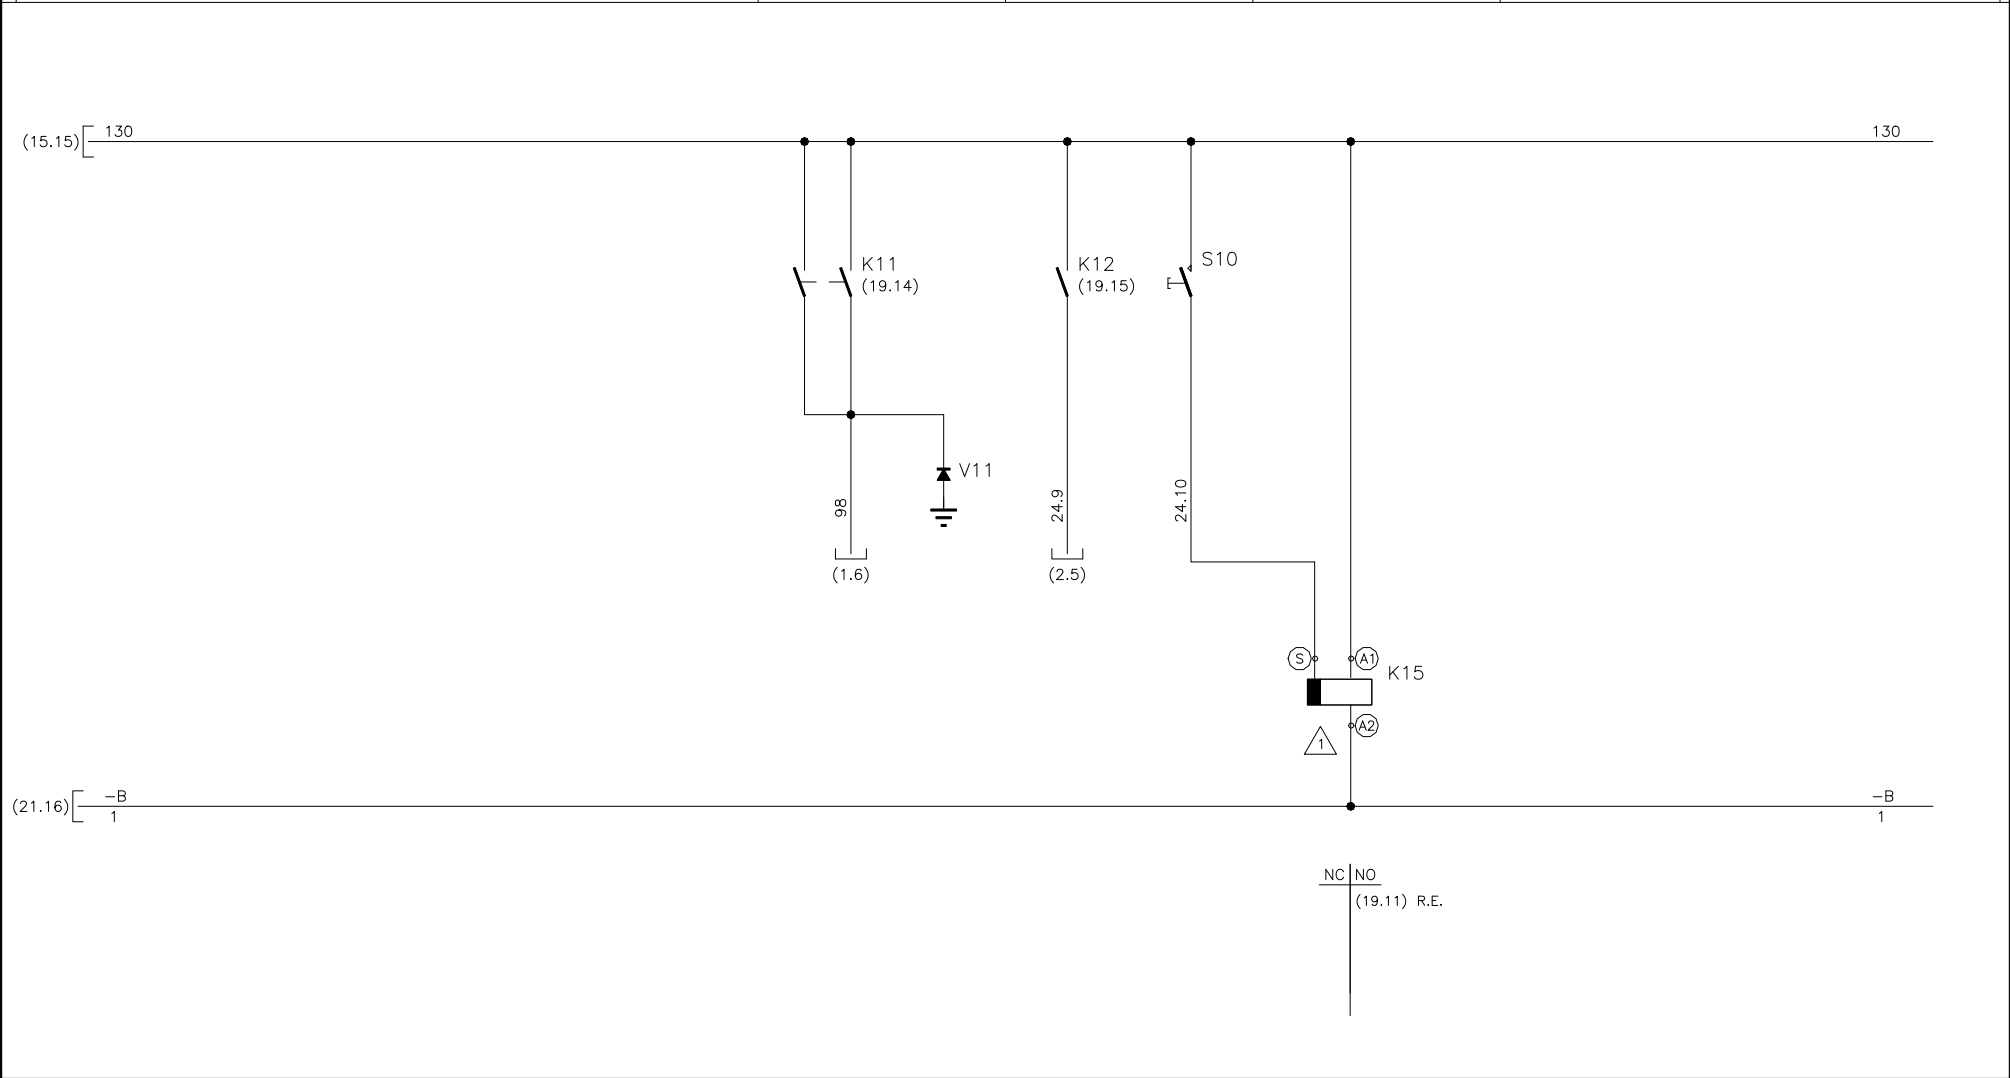 130
130
(15.15)
S10
K11
K12
(19.14)
(19.15)
V11
98
24.9
24.10
(1.6)
(2.5)
S
A1
K15
A2
1
-B
-B
(21.16)
1
1
NC NO
(19.11) R.E.